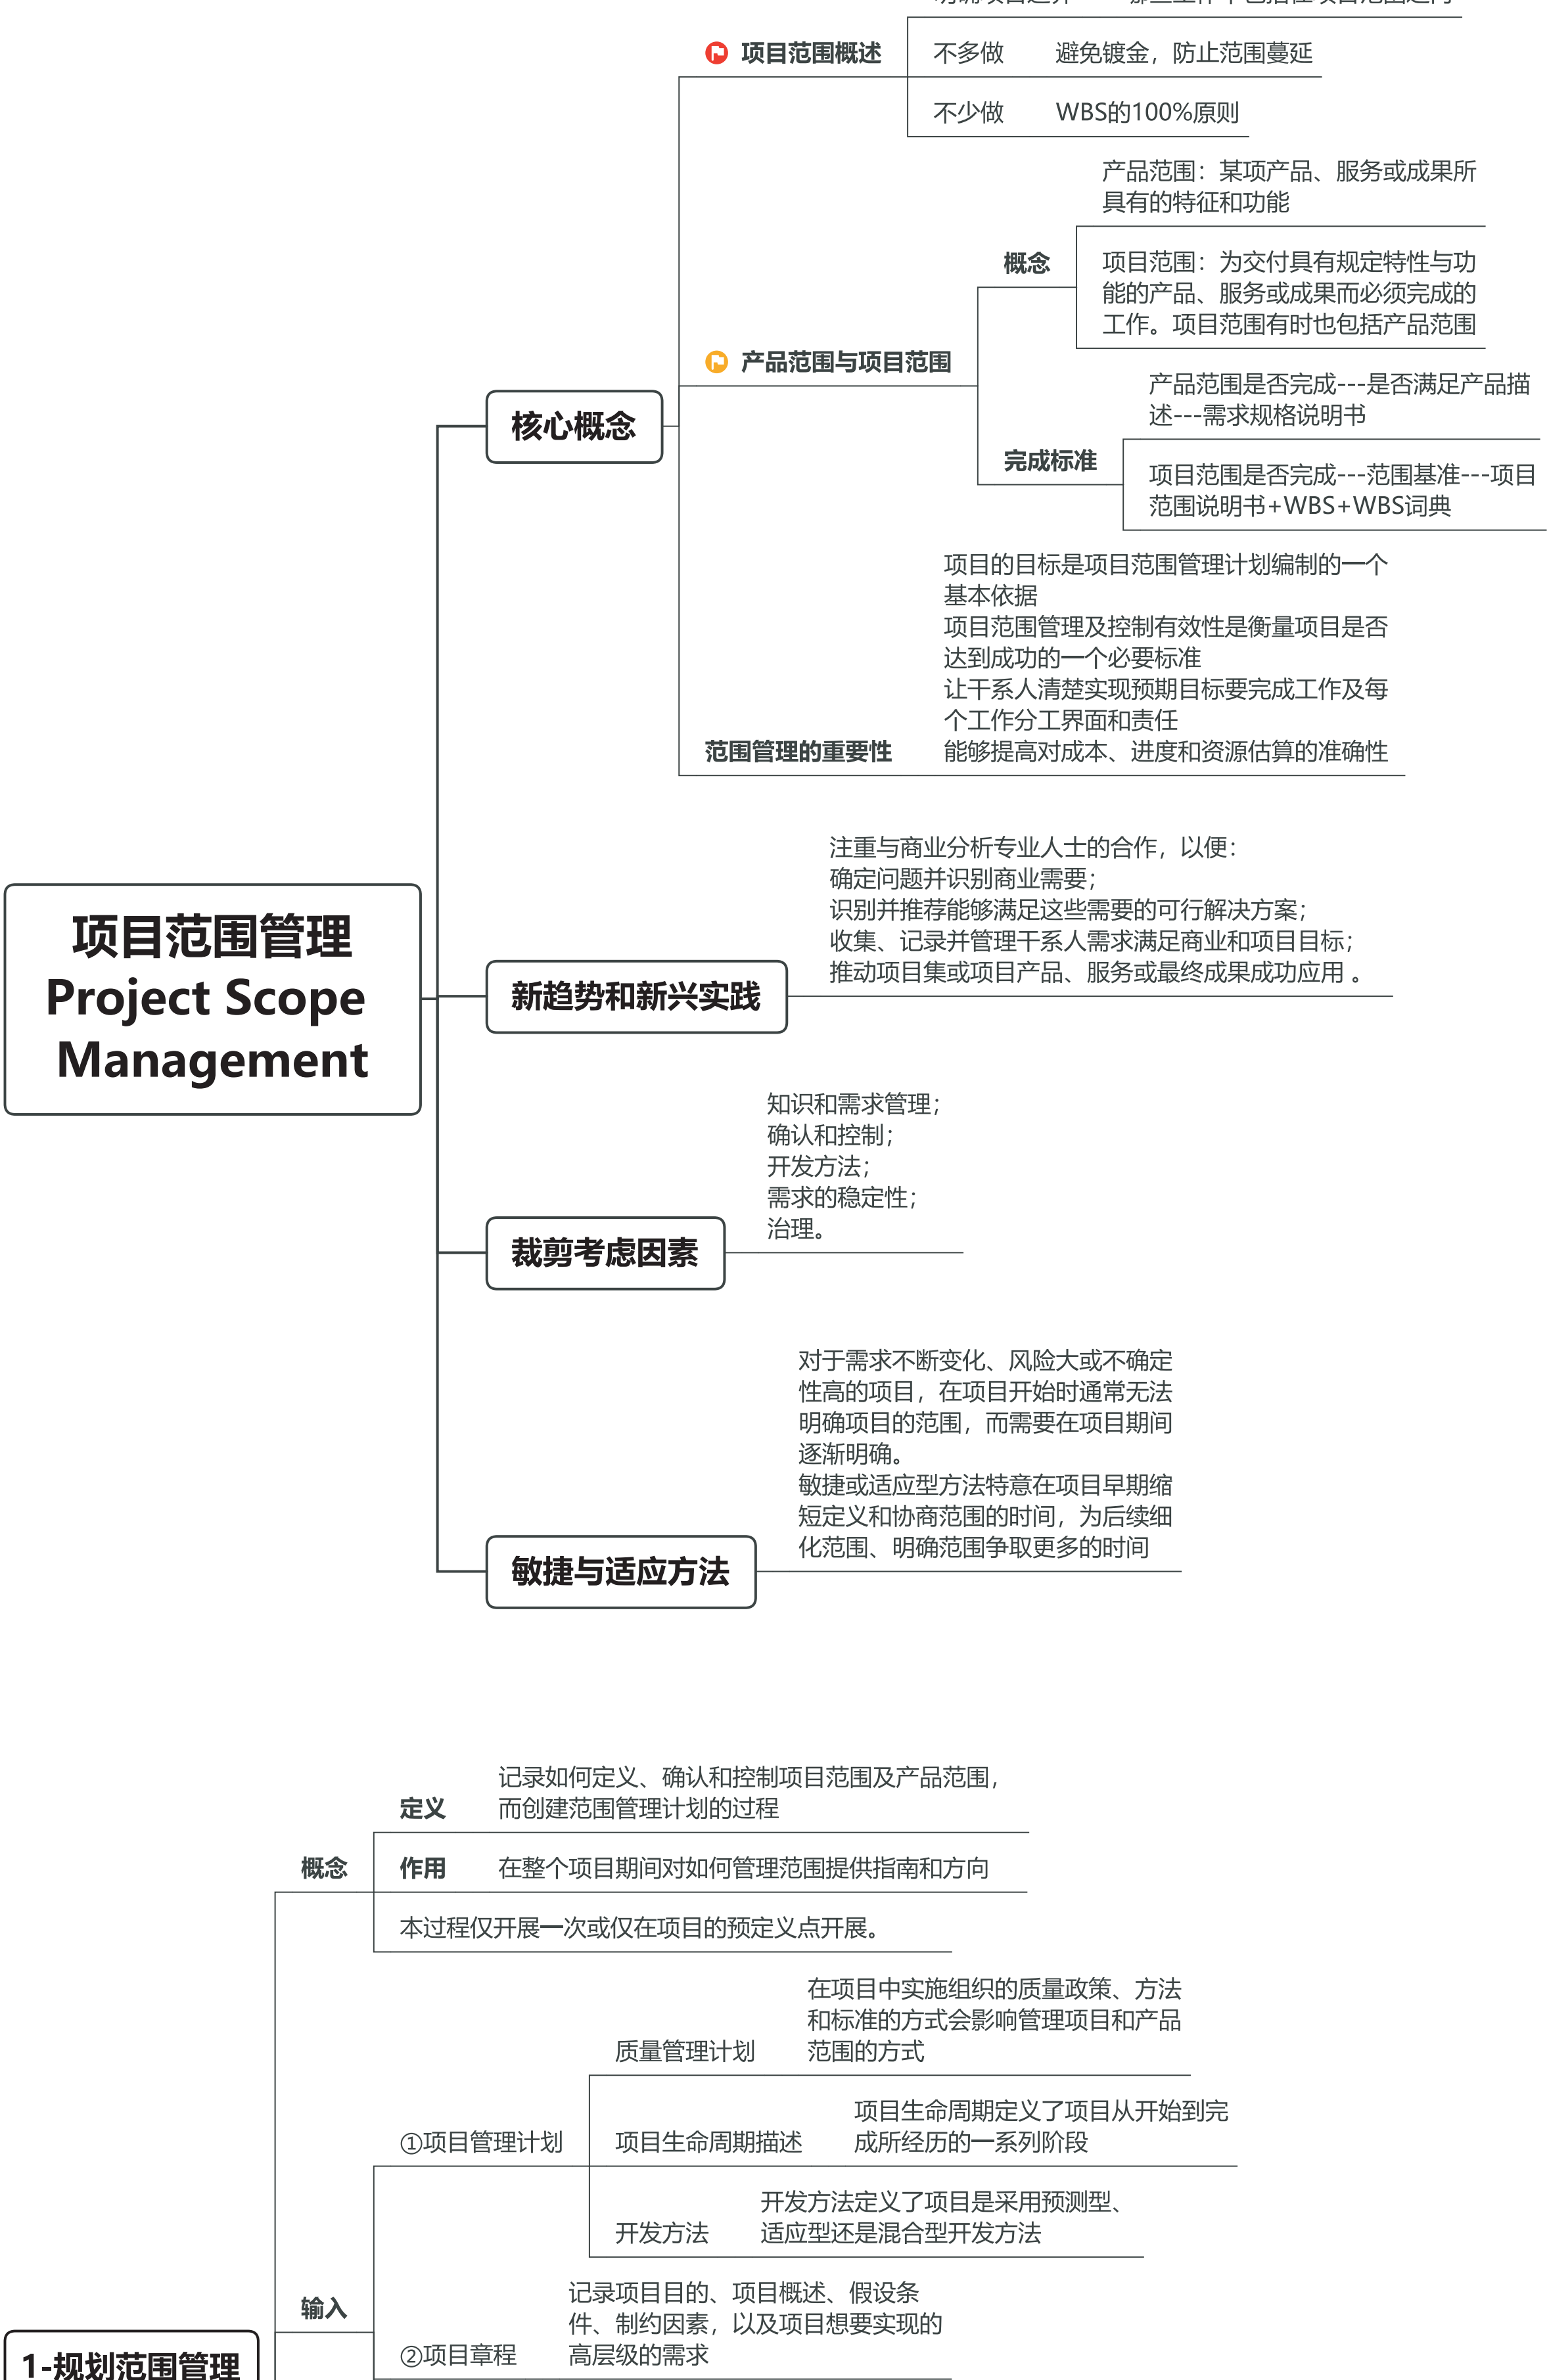 项目范围概述
不多做
避免镀金，防止范围蔓延
不少做
WBS的100%原则
产品范围：某项产品、服务或成果所
具有的特征和功能
概念
项目范围：为交付具有规定特性与功
能的产品、服务或成果而必须完成的
工作。项目范围有时也包括产品范围
产品范围与项目范围
产品范围是否完成---是否满足产品描
述---需求规格说明书
完成标准
项目范围是否完成---范围基准---项目
范围说明书+WBS+WBS词典
核心概念
项目的目标是项目范围管理计划编制的一个
基本依据
项目范围管理及控制有效性是衡量项目是否
达到成功的一个必要标准
让干系人清楚实现预期目标要完成工作及每
个工作分工界面和责任
范围管理的重要性
能够提高对成本、进度和资源估算的准确性
项目范围管理
Project Scope
Management
注重与商业分析专业人士的合作，以便：
确定问题并识别商业需要；
识别并推荐能够满足这些需要的可行解决方案；
收集、记录并管理干系人需求满足商业和项目目标；
推动项目集或项目产品、服务或最终成果成功应用 。
新趋势和新兴实践
知识和需求管理；
确认和控制；
开发方法；
需求的稳定性；
治理。
裁剪考虑因素
对于需求不断变化、风险大或不确定
性高的项目，在项目开始时通常无法
明确项目的范围，而需要在项目期间
逐渐明确。
敏捷或适应型方法特意在项目早期缩
短定义和协商范围的时间，为后续细
化范围、明确范围争取更多的时间
敏捷与适应方法
记录如何定义、确认和控制项目范围及产品范围，
定义
而创建范围管理计划的过程
概念
作用
在整个项目期间对如何管理范围提供指南和方向
本过程仅开展一次或仅在项目的预定义点开展。
在项目中实施组织的质量政策、方法
和标准的方式会影响管理项目和产品
质量管理计划
范围的方式
项目生命周期定义了项目从开始到完
①项目管理计划
项目生命周期描述
成所经历的一系列阶段
开发方法定义了项目是采用预测型、
开发方法
适应型还是混合型开发方法
输入
记录项目目的、项目概述、假设条
件、制约因素，以及项目想要实现的
②项目章程
高层级的需求
1-规划范围管理